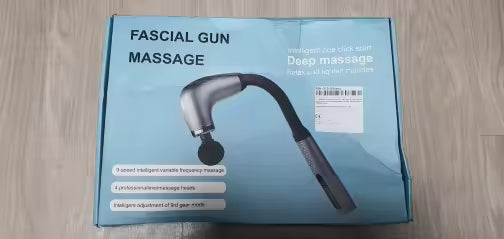 FASCIAL GUN
MASSAGE
Intelligent one click start
Deep massage
Relax and tighten muscles
9 speed intelligent variable frequency massage
4 professional massage heads
Intelligent adjustment of 3rd gear mode